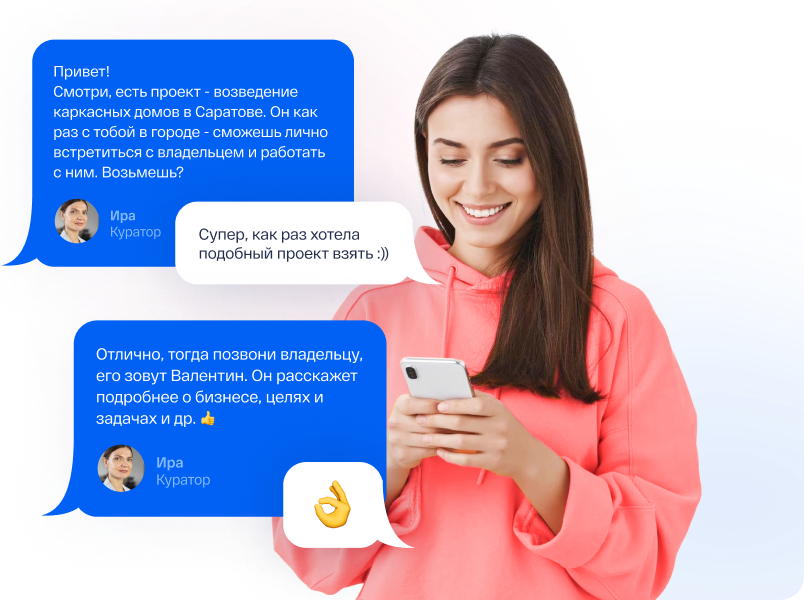 Привет!
Смотри, есть проект - возведение
каркасных домов в Саратове. Он как
раз с тобой в городе - сможешь лично
встретиться с владельцем и работать
с ним. Возьмешь?
Ира
Куратор
Супер, как раз хотела
подобный проект взять :))
Отлично, тогда позвони владельцу,
его зовут Валентин. Он расскажет
подробнее о бизнесе, целях и
задачах и др. 👍
Ира
Куратор
👌